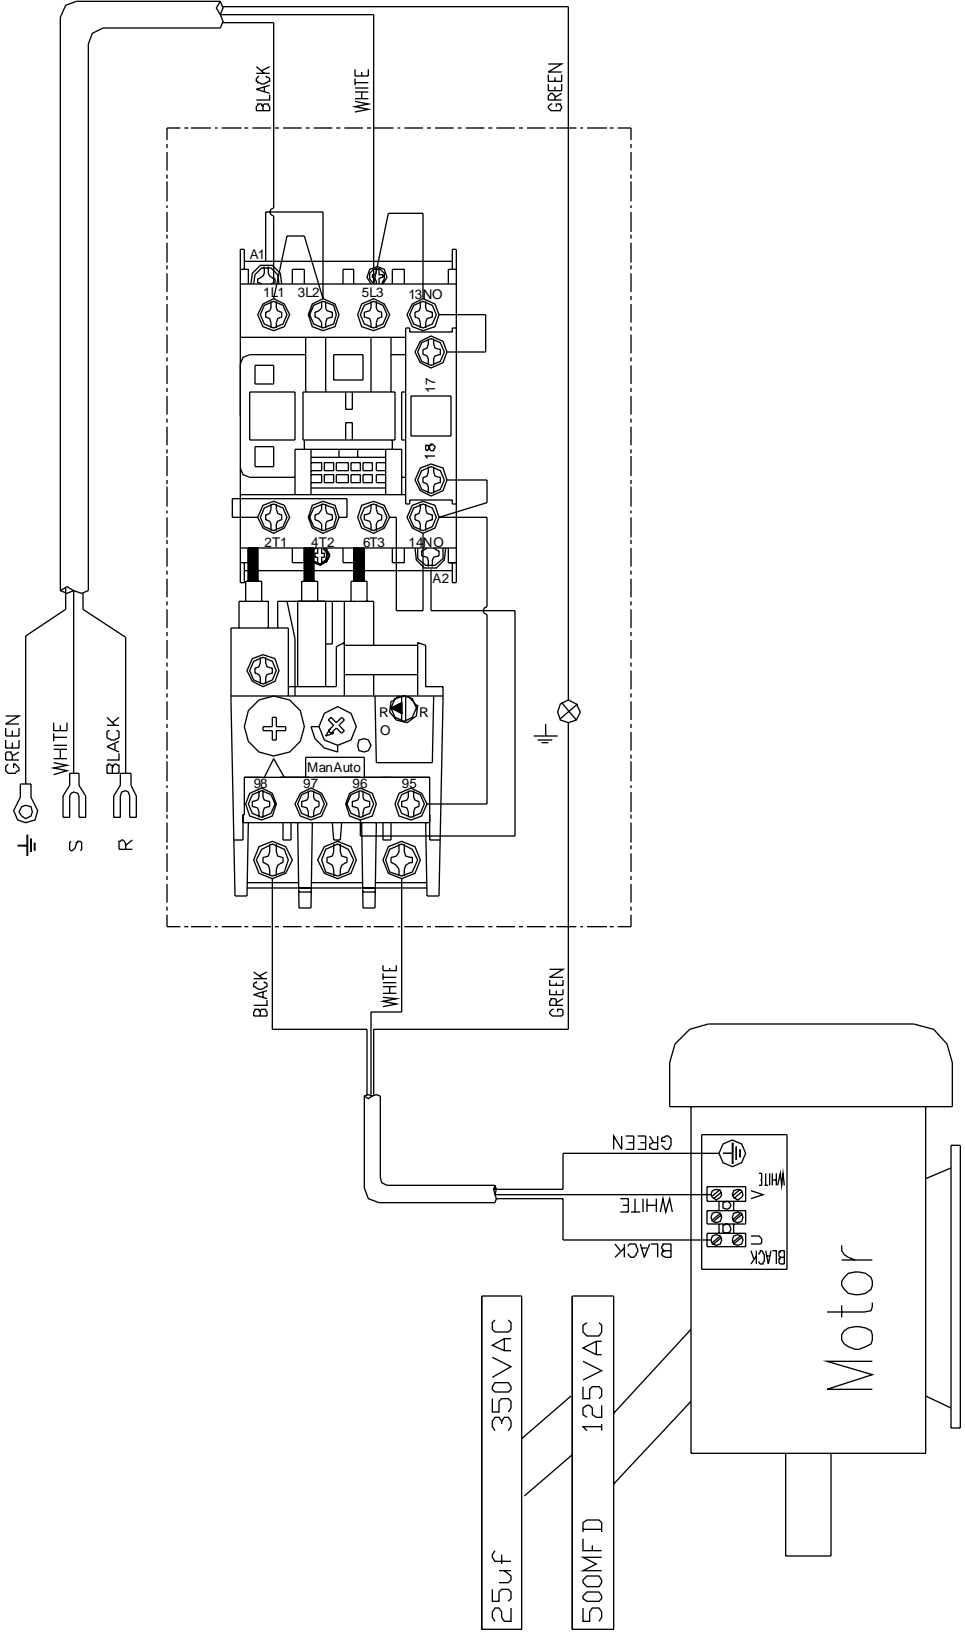 BLACK
WHITE
GREEN
A1
1L1
3L2
5L3
13NO
17
18
2T1
4T2
6T3
14NO
A2
GREEN
WHITE
BLACK
S
R
R
R
O
ManAuto
98
97
96
95
BLACK
WHITE
GREEN
GREEN
WHITE
BLACK
WHITE
V
U
BLACK
Motor
25uf 350VAC
500MFD 125VAC